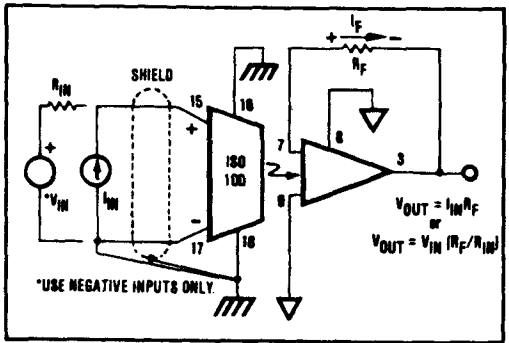 I_F
+ −
R_F
SHIELD
R_IN
15
16
+
7
6
3
+
*V_IN
I_IN
ISO
100
9
−
17
18
V_OUT = I_IN R_F
or
V_OUT = V_IN (R_F/R_IN)
*USE NEGATIVE INPUTS ONLY.